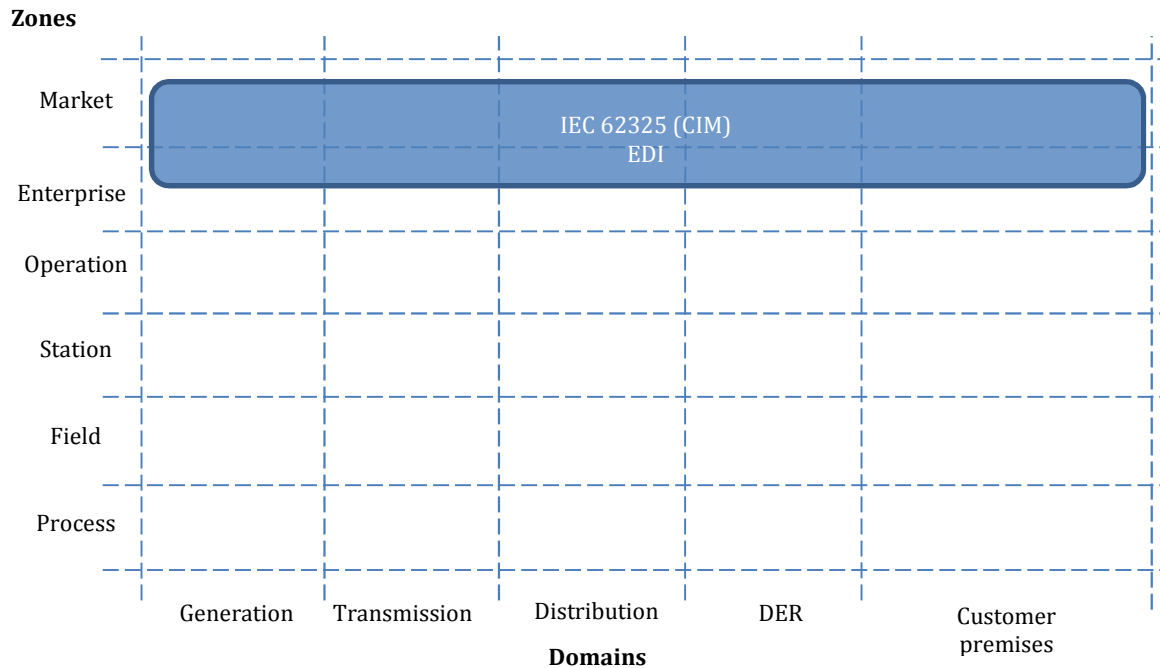 Zones
Market
IEC 62325 (CIM)
EDI
Enterprise
Operation
Station
Field
Process
Generation Transmission Distribution DER Customer
premises
Domains